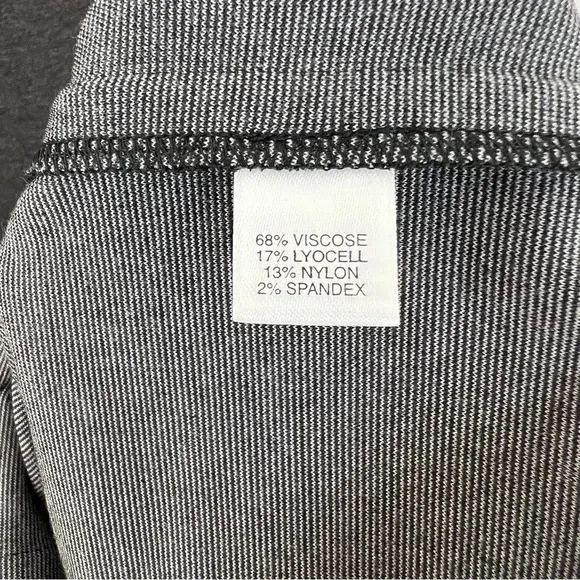 68% VISCOSE
17% LYOCELL
13% NYLON
2% SPANDEX